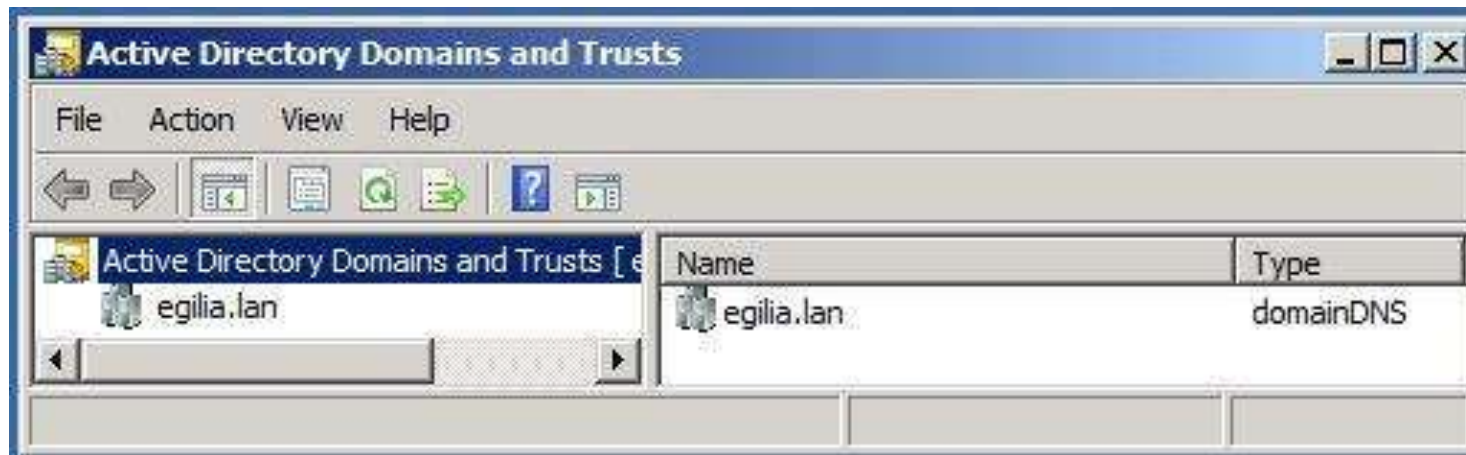 Active Directory Domains and Trusts
File Action View Help
Active Directory Domains and Trusts [ e
Name Type
egilia.lan
egilia.lan domainDNS